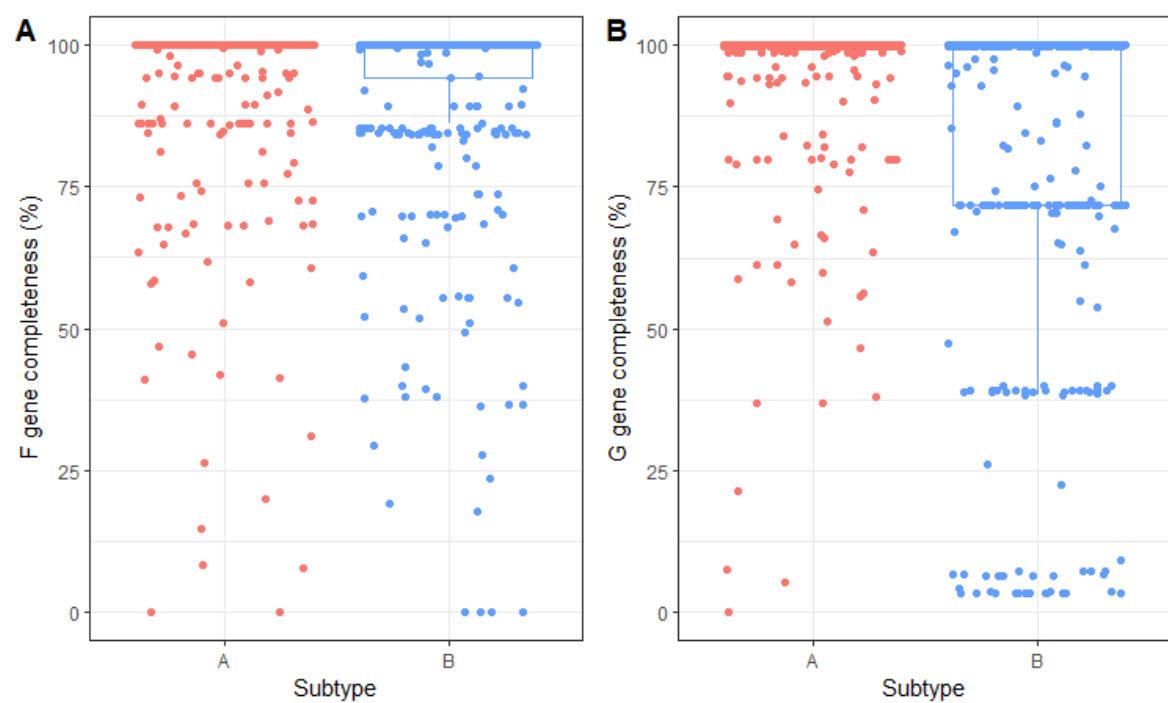 A
F gene completeness (%)
100
75
50
25
0
A
B
Subtype
B
G gene completeness (%)
100
75
50
25
0
A
B
Subtype